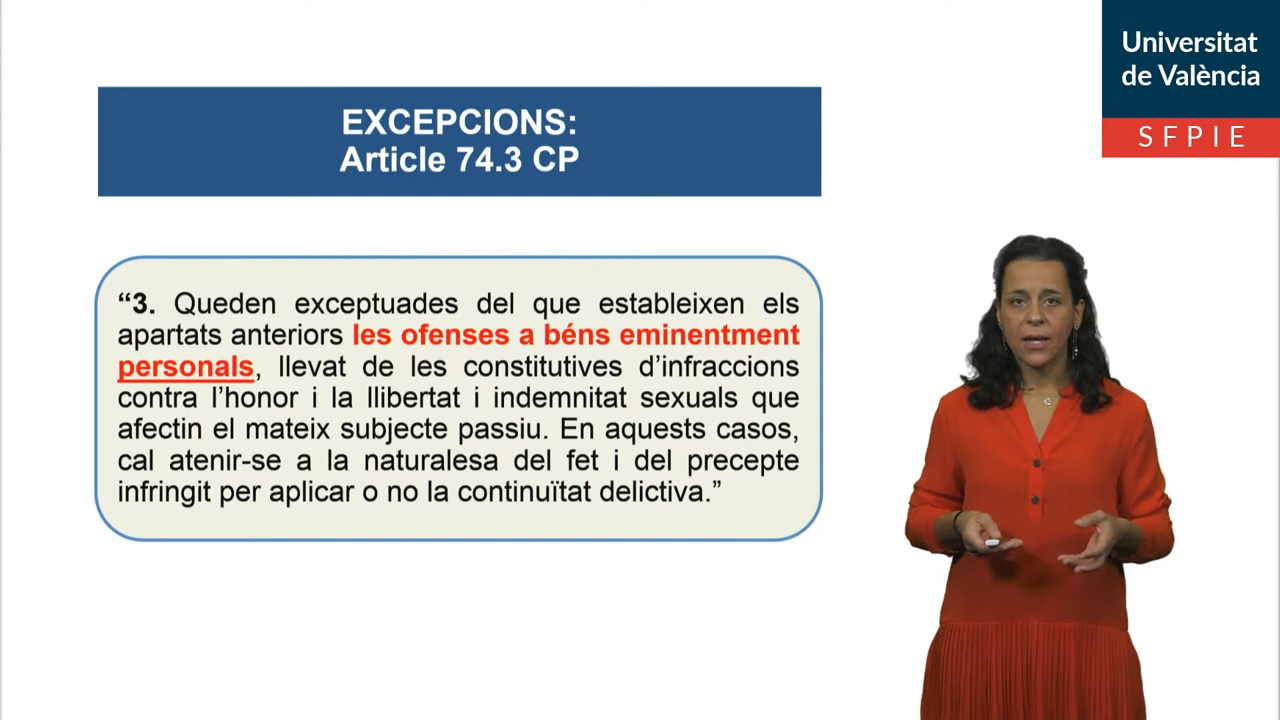 Universitat
de València
SFPIE
EXCEPCIONS:
Article 74.3 CP
“3. Queden exceptuades del que estableixen els
apartats anteriors les ofenses a béns eminentment
personals, llevat de les constitutives d’infraccions
contra l’honor i la llibertat i indemnitat sexuals que
afectin el mateix subjecte passiu. En aquests casos,
cal atenir-se a la naturalesa del fet i del precepte
infringit per aplicar o no la continuïtat delictiva.”